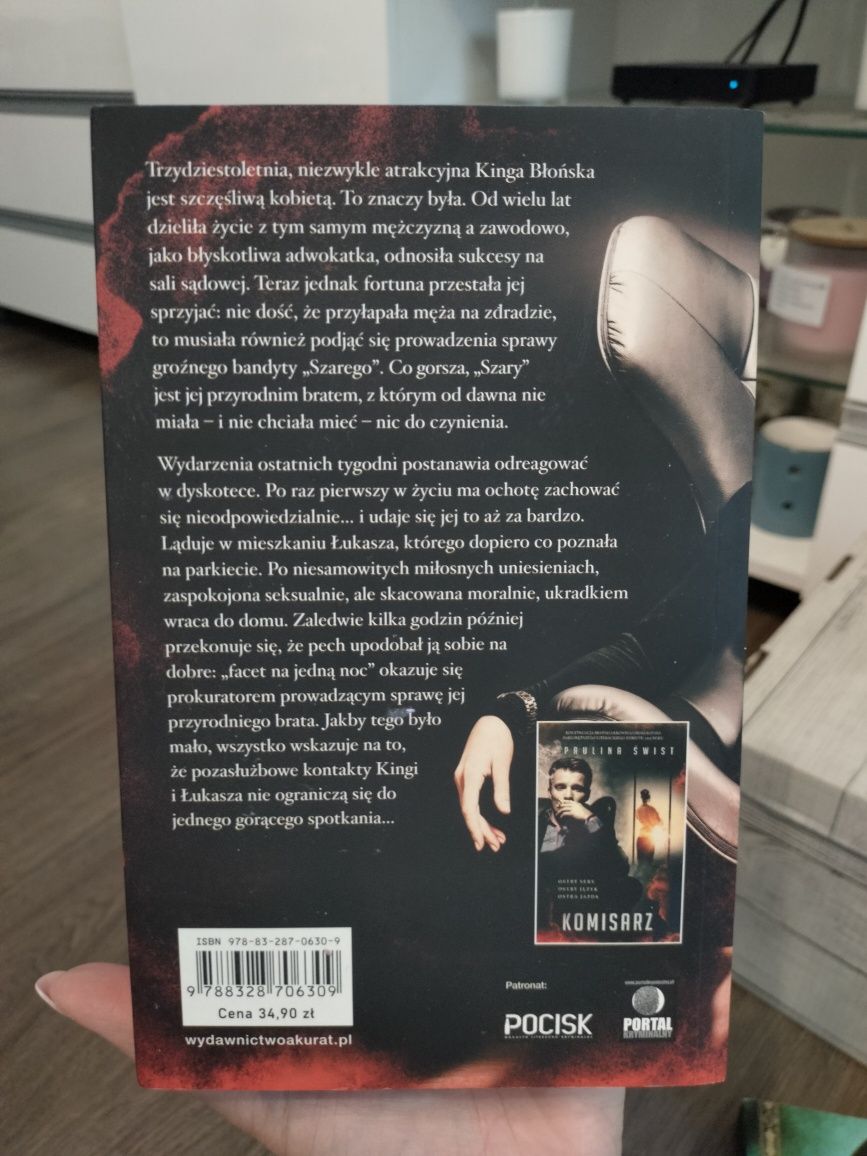 Trzydziestoletnia, niezwykle atrakcyjna Kinga Błońska
jest szczęśliwą kobietą. To znaczy była. Od wielu lat
dzieliła życie z tym samym mężczyzną a zawodowo,
jako błyskotliwa adwokatka, odnosiła sukcesy na
sali sądowej. Teraz jednak fortuna przestała jej
sprzyjać: nie dość, że przyłapała męża na zdradzie,
to musiała również podjąć się prowadzenia sprawy
groźnego bandyty „Szarego”. Co gorsza, „Szary”
jest jej przyrodnim bratem, z którym od dawna nie
miała – i nie chciała mieć – nic do czynienia.
Wydarzenia ostatnich tygodni postanawia odreagować
w dyskotece. Po raz pierwszy w życiu ma ochotę zachować
się nieodpowiedzialnie... i udaje się jej to aż za bardzo.
Ląduje w mieszkaniu Łukasza, którego dopiero co poznała
na parkiecie. Po niesamowitych miłosnych uniesieniach,
zaspokojona seksualnie, ale skacowana moralnie, ukradkiem
wraca do domu. Zaledwie kilka godzin później
przekonuje się, że pech upodobał ją sobie na
dobre: „facet na jedną noc” okazuje się
prokuratorem prowadzącym sprawę jej
przyrodniego brata. Jakby tego było
mało, wszystko wskazuje na to,
że pozasłużbowe kontakty Kingi
i Łukasza nie ograniczą się do
jednego gorącego spotkania...
PAULINA ŚWIST
OSTRY SEKS
OSTRY JĘZYK
OSTRA JAZDA
KOMISARZ
ISBN 978-83-287-0630-9
9 788328 706309
Cena 34,90 zł
wydawnictwoakurat.pl
Patronat:
POCISK
PORTAL
KRYMINALNY